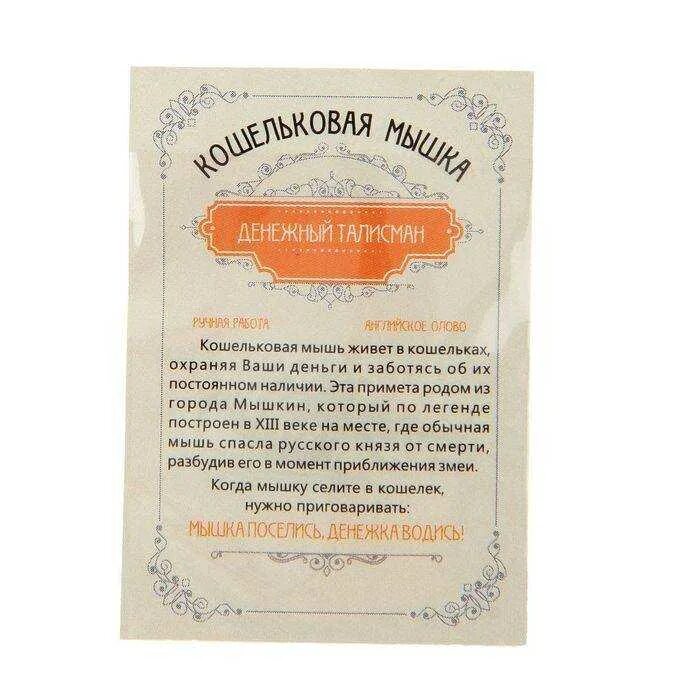 КОШЕЛЬКОВАЯ МЫШКА
ДЕНЕЖНЫЙ ТАЛИСМАН
РУЧНАЯ РАБОТА АНГЛИЙСКОЕ ОЛОВО
Кошельковая мышь живет в кошельках,
охраняя Ваши деньги и заботясь об их
постоянном наличии. Эта примета родом из
города Мышкин, который по легенде
построен в XIII веке на месте, где обычная
мышь спасла русского князя от смерти,
разбудив его в момент приближения змеи.
Когда мышку селите в кошелек,
нужно приговаривать:
МЫШКА ПОСЕЛИСЬ, ДЕНЕЖКА ВОДИСЬ!